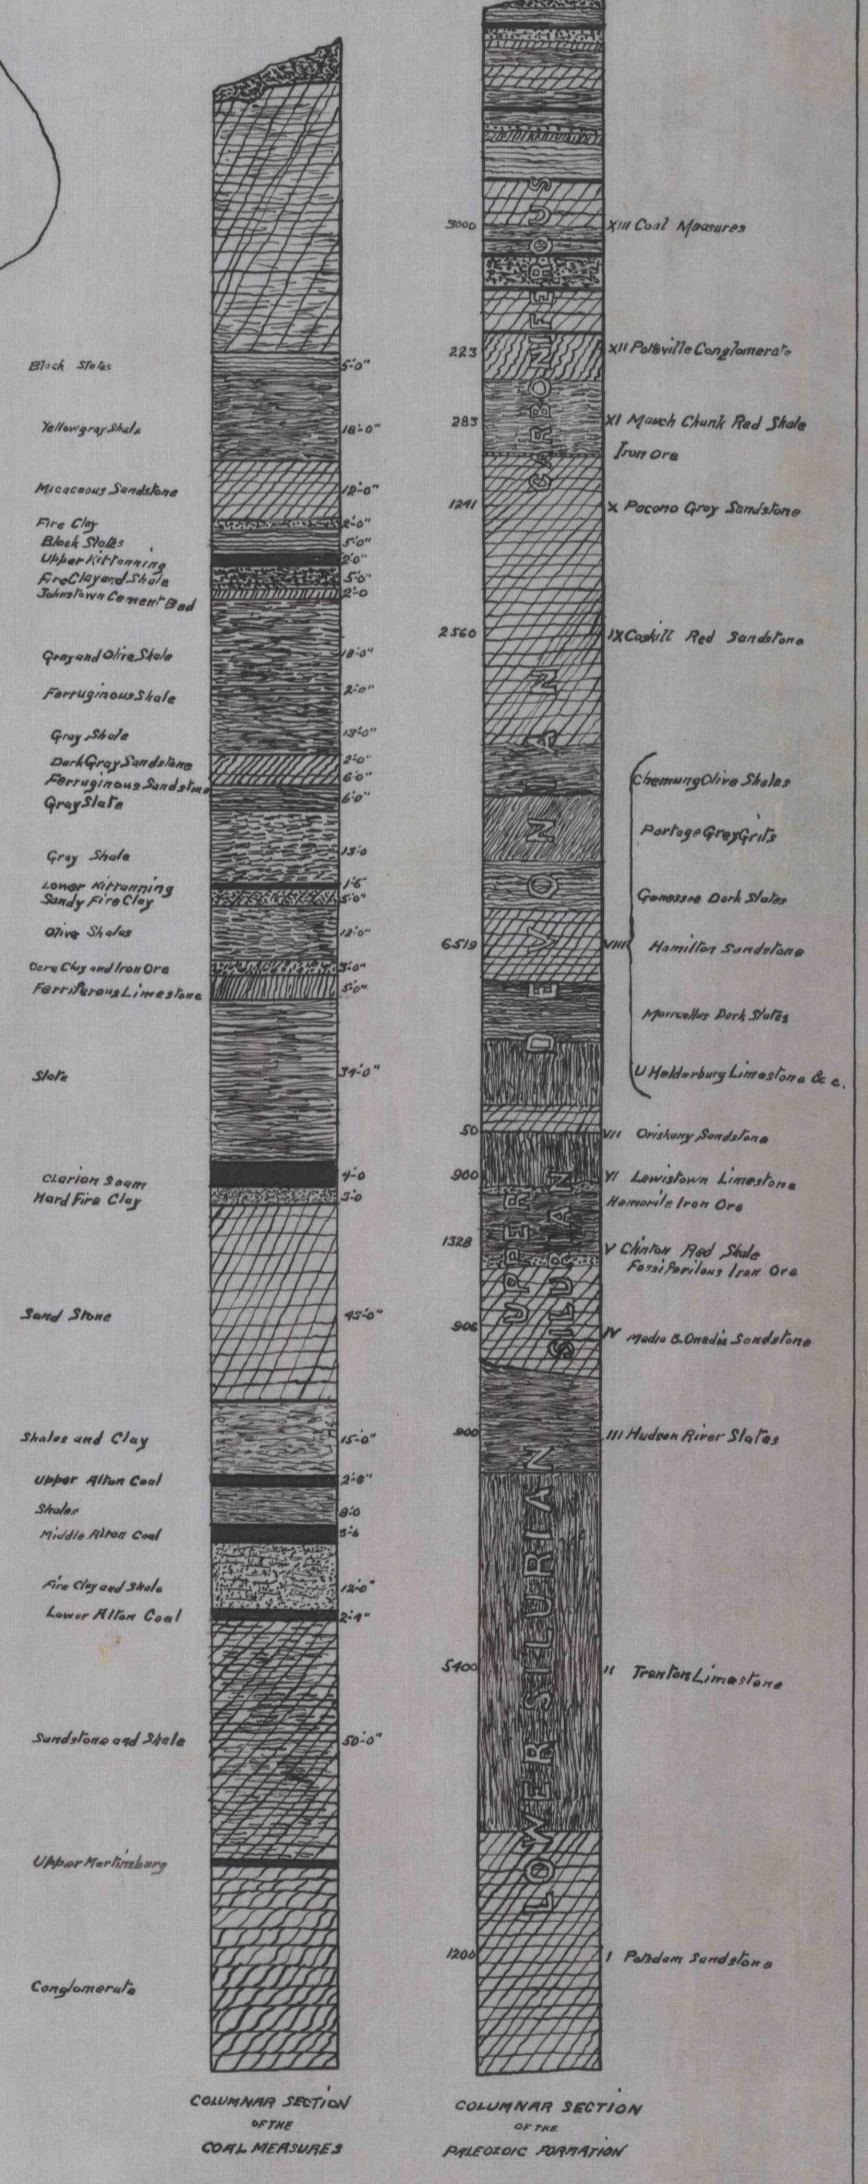 Black Slates 5'-0"
Yellow gray Shale 18'-0"
Micaceous Sandstone 12'-0"
Fire Clay 2'-0"
Black Slates 5'-0"
Upper Kittanning 2'0"
Fire Clay and Shale 5'0"
Johnstown Cement Bed 2'-0
Gray and Olive Shale 18'-0"
Ferruginous Shale 2'-0"
Gray Shale 13'-0"
Dark Gray Sandstone 2'-0"
Ferruginous Sandstone 6'-0"
Gray Slate 6'-0"
Gray Shale 13'-0
Lower Kittanning 1'-6
Sandy Fire Clay 5'-0"
Olive Shales 12'-0"
Clay and Iron Ore 3'-0"
Ferriferous Limestone 5'-0"
Slate 34'-0"
Clarion Seam 4'-0
Hard Fire Clay 3'-0
Sand Stone 45'-0"
Shales and Clay 15'-0"
Upper Alton Coal 2'-8"
Shales 8'-0
Middle Alton Coal 3'-6
Fire Clay and Shale 12'-0"
Lower Alton Coal 2'-4"
Sandstone and Shale 50'-0"
Upper Martinsburg
Conglomerate
COLUMNAR SECTION
OF THE
COAL MEASURES
CARBONIFEROUS
DEVONIAN
UPPER
SILURIAN
LOWER SILURIAN
3000 XIII Coal Measures
223 XII Pottsville Conglomerate
283 XI Mauch Chunk Red Shale
Iron Ore
1241 X Pacono Gray Sandstone
2560 IX Caskill Red Sandstone
Chemung Olive Shales
Portage Grey Grits
Genessee Dark Slates
6519 VIII Hamilton Sandstone
Marcellus Dark Slates
U Helderburg Limestone & c.
50 VII Oriskany Sandstone
900 VI Lewistown Limestone
Hematite Iron Ore
1328 V Clinton Red Shale
Fossiferilous Iron Ore
906 IV Media & Onedia Sandstone
900 III Hudson River Slates
5400 II Trenton Limestone
1200 I Potsdam Sandstone
COLUMNAR SECTION
OF THE
PALEOZOIC FORMATION